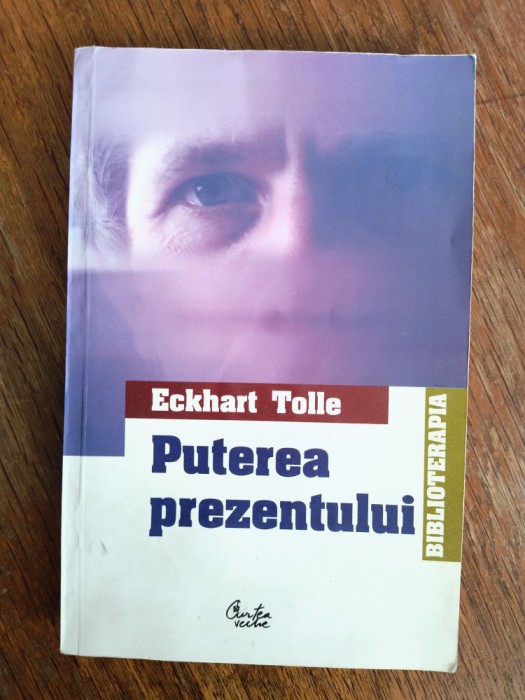 Eckhart Tolle
Puterea
prezentului
BIBLIOTERAPIA
Curtea
veche